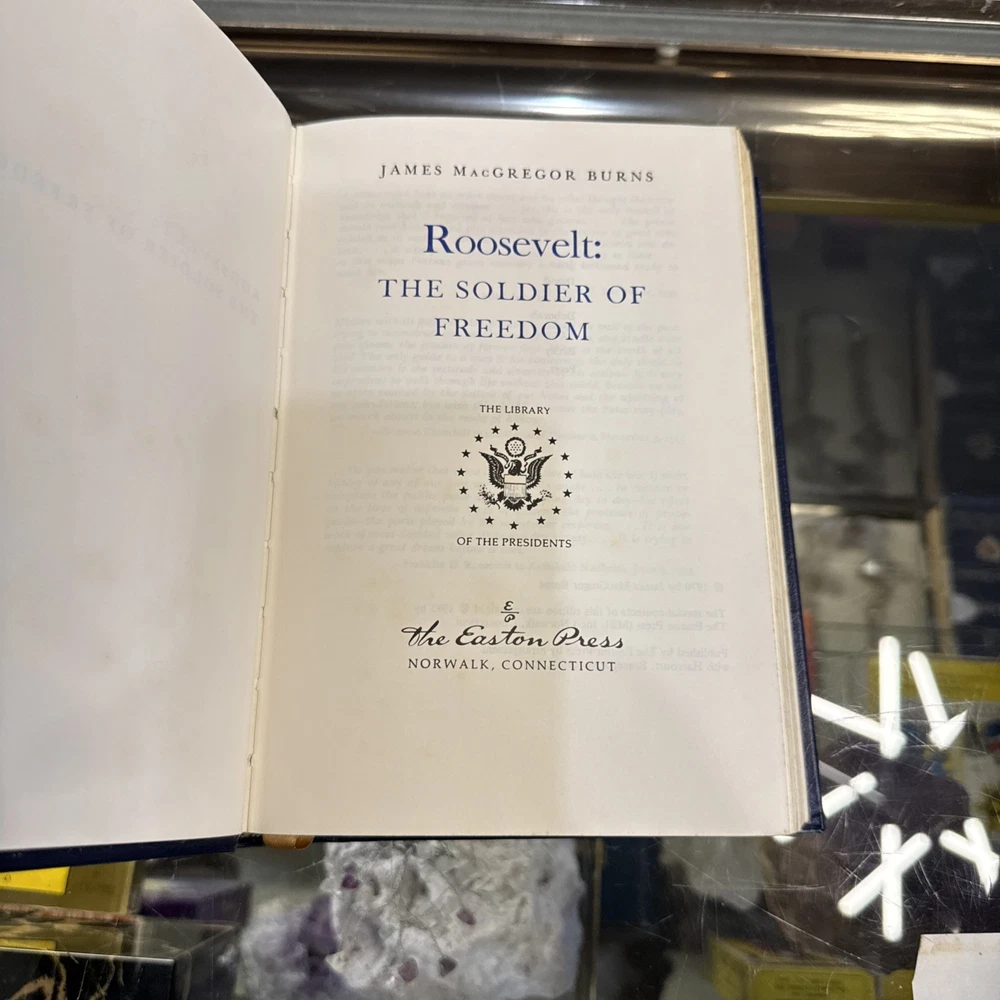 JAMES MACGREGOR BURNS
Roosevelt:
THE SOLDIER OF
FREEDOM
THE LIBRARY
OF THE PRESIDENTS
E
P
The Easton Press
NORWALK, CONNECTICUT